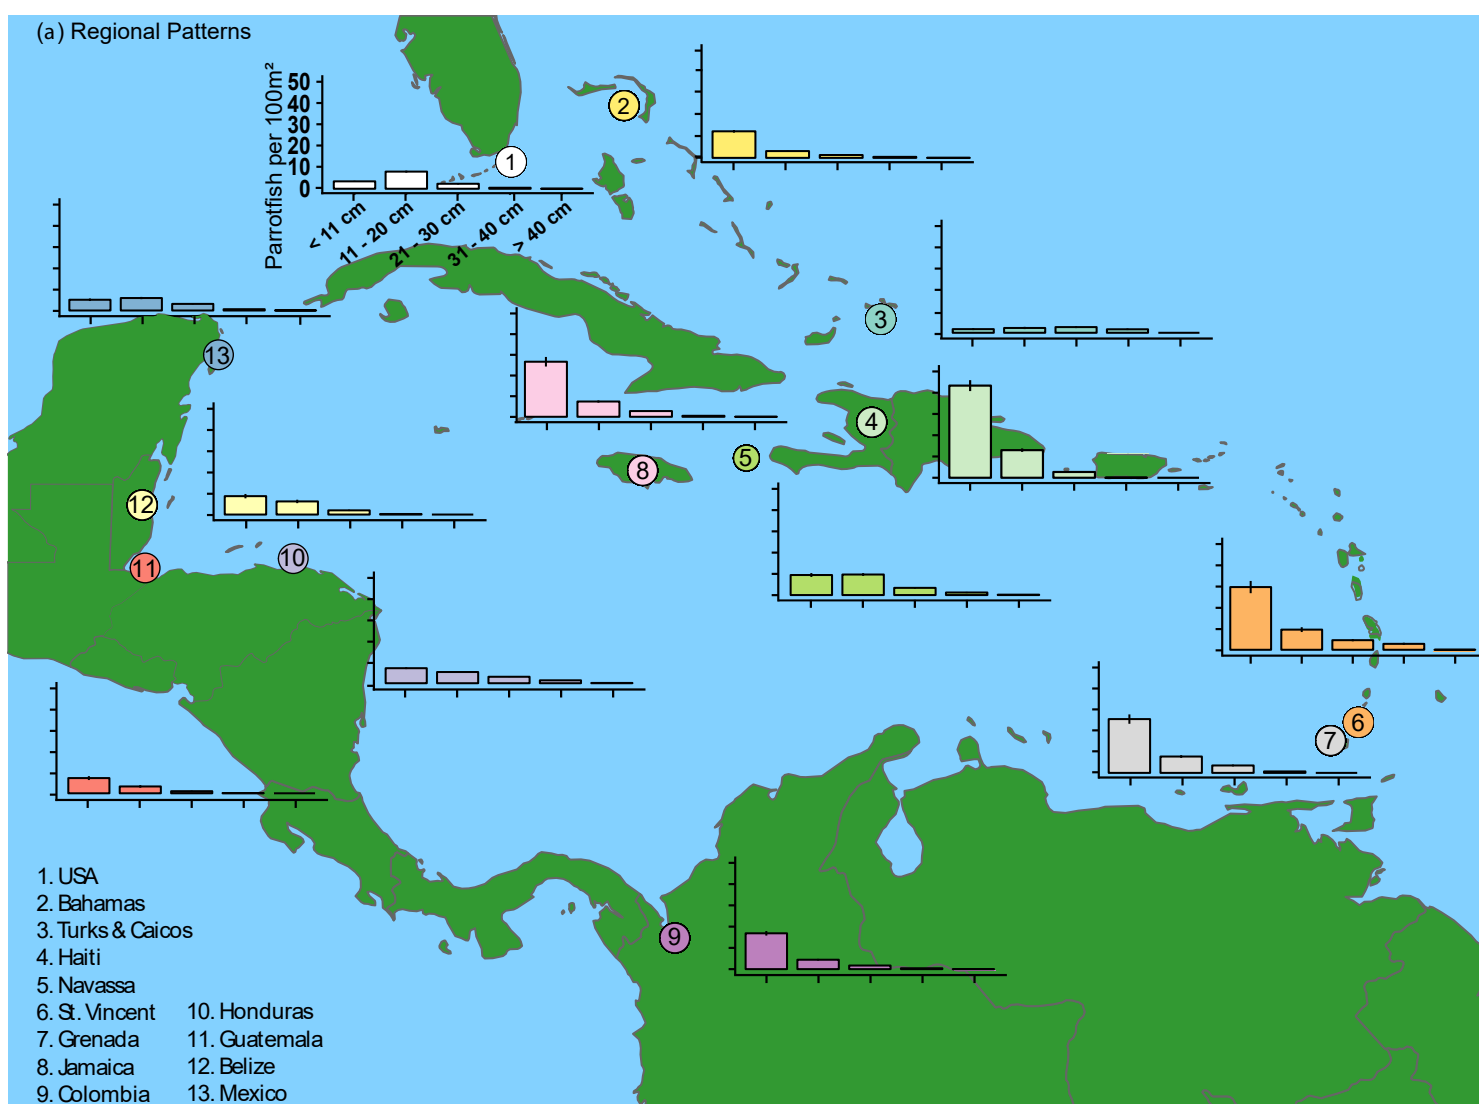 (a) Regional Patterns
Parrotfish per 100m²
50
40
30
20
10
0
< 11 cm
11 - 20 cm
21 - 30 cm
31 - 40 cm
> 40 cm
1
2
3
4
5
6
7
8
9
10
11
12
13
1. USA
2. Bahamas
3. Turks & Caicos
4. Haiti
5. Navassa
6. St. Vincent
7. Grenada
8. Jamaica
9. Colombia
10. Honduras
11. Guatemala
12. Belize
13. Mexico